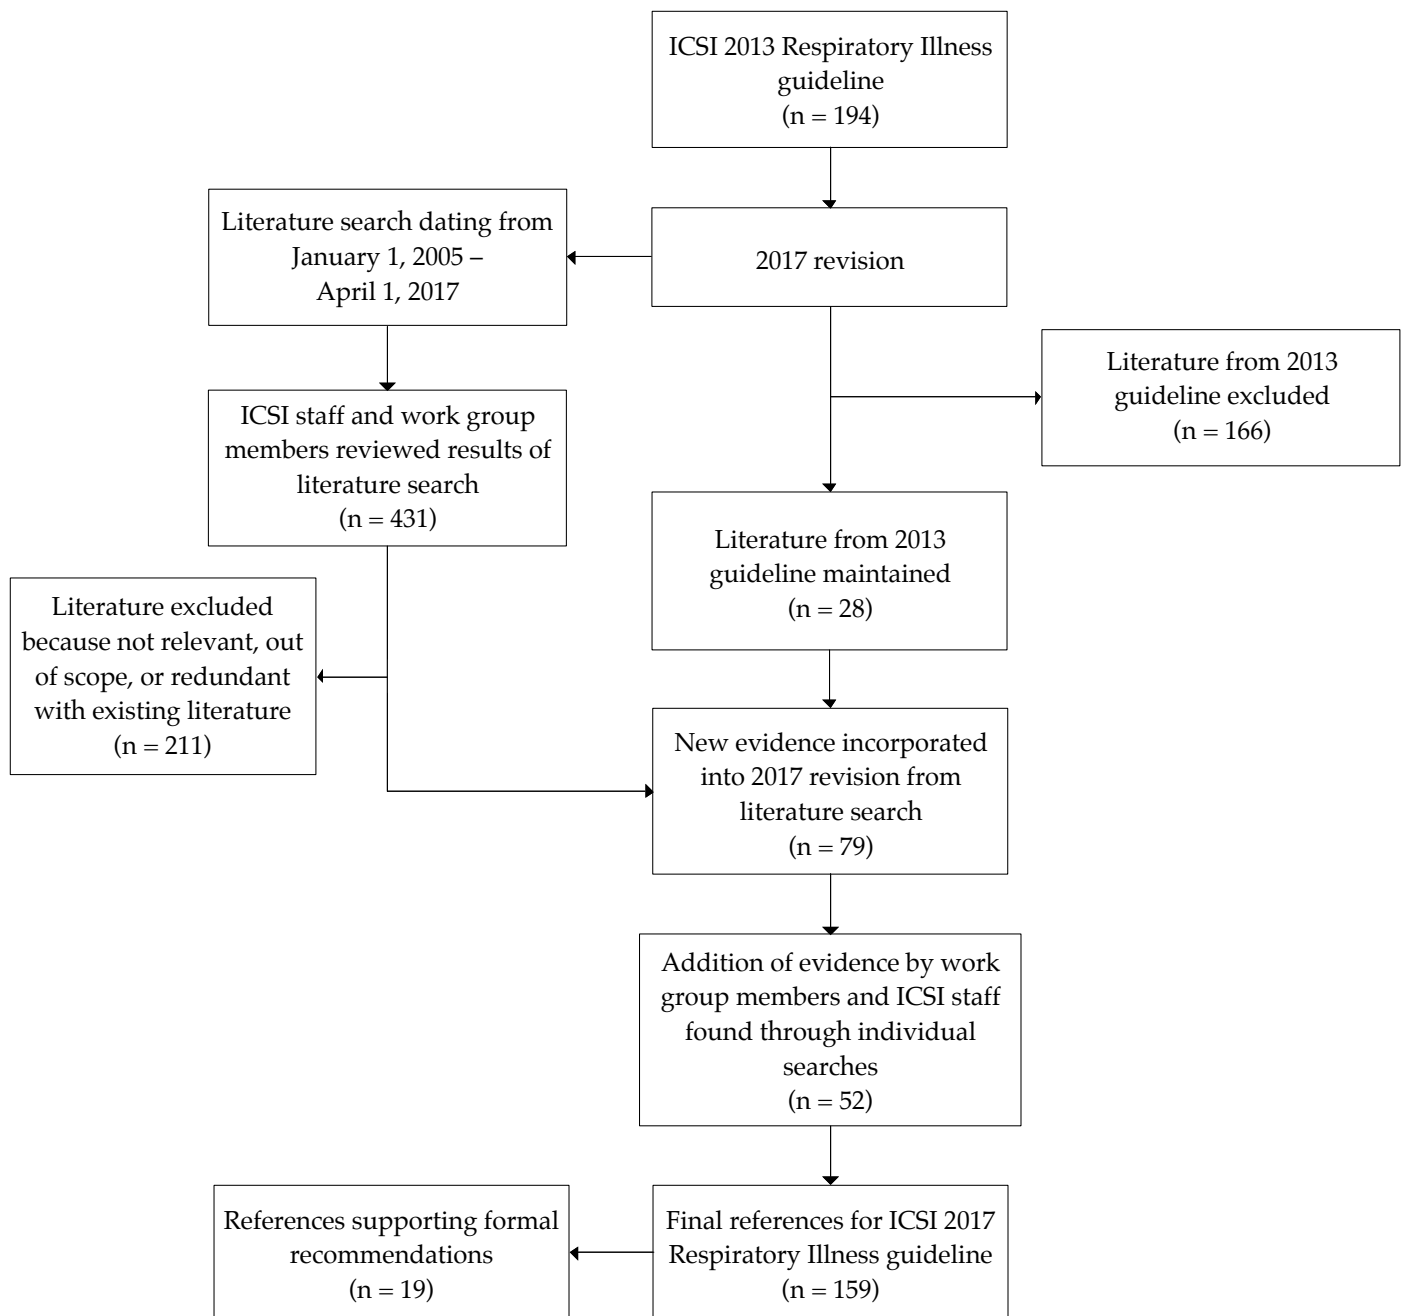 ICSI 2013 Respiratory Illness
guideline
(n = 194)
Literature search dating from
January 1, 2005 –
April 1, 2017
2017 revision
Literature from 2013
guideline excluded
(n = 166)
ICSI staff and work group
members reviewed results of
literature search
(n = 431)
Literature from 2013
guideline maintained
(n = 28)
Literature excluded
because not relevant, out
of scope, or redundant
with existing literature
(n = 211)
New evidence incorporated
into 2017 revision from
literature search
(n = 79)
Addition of evidence by work
group members and ICSI staff
found through individual
searches
(n = 52)
References supporting formal
recommendations
(n = 19)
Final references for ICSI 2017
Respiratory Illness guideline
(n = 159)